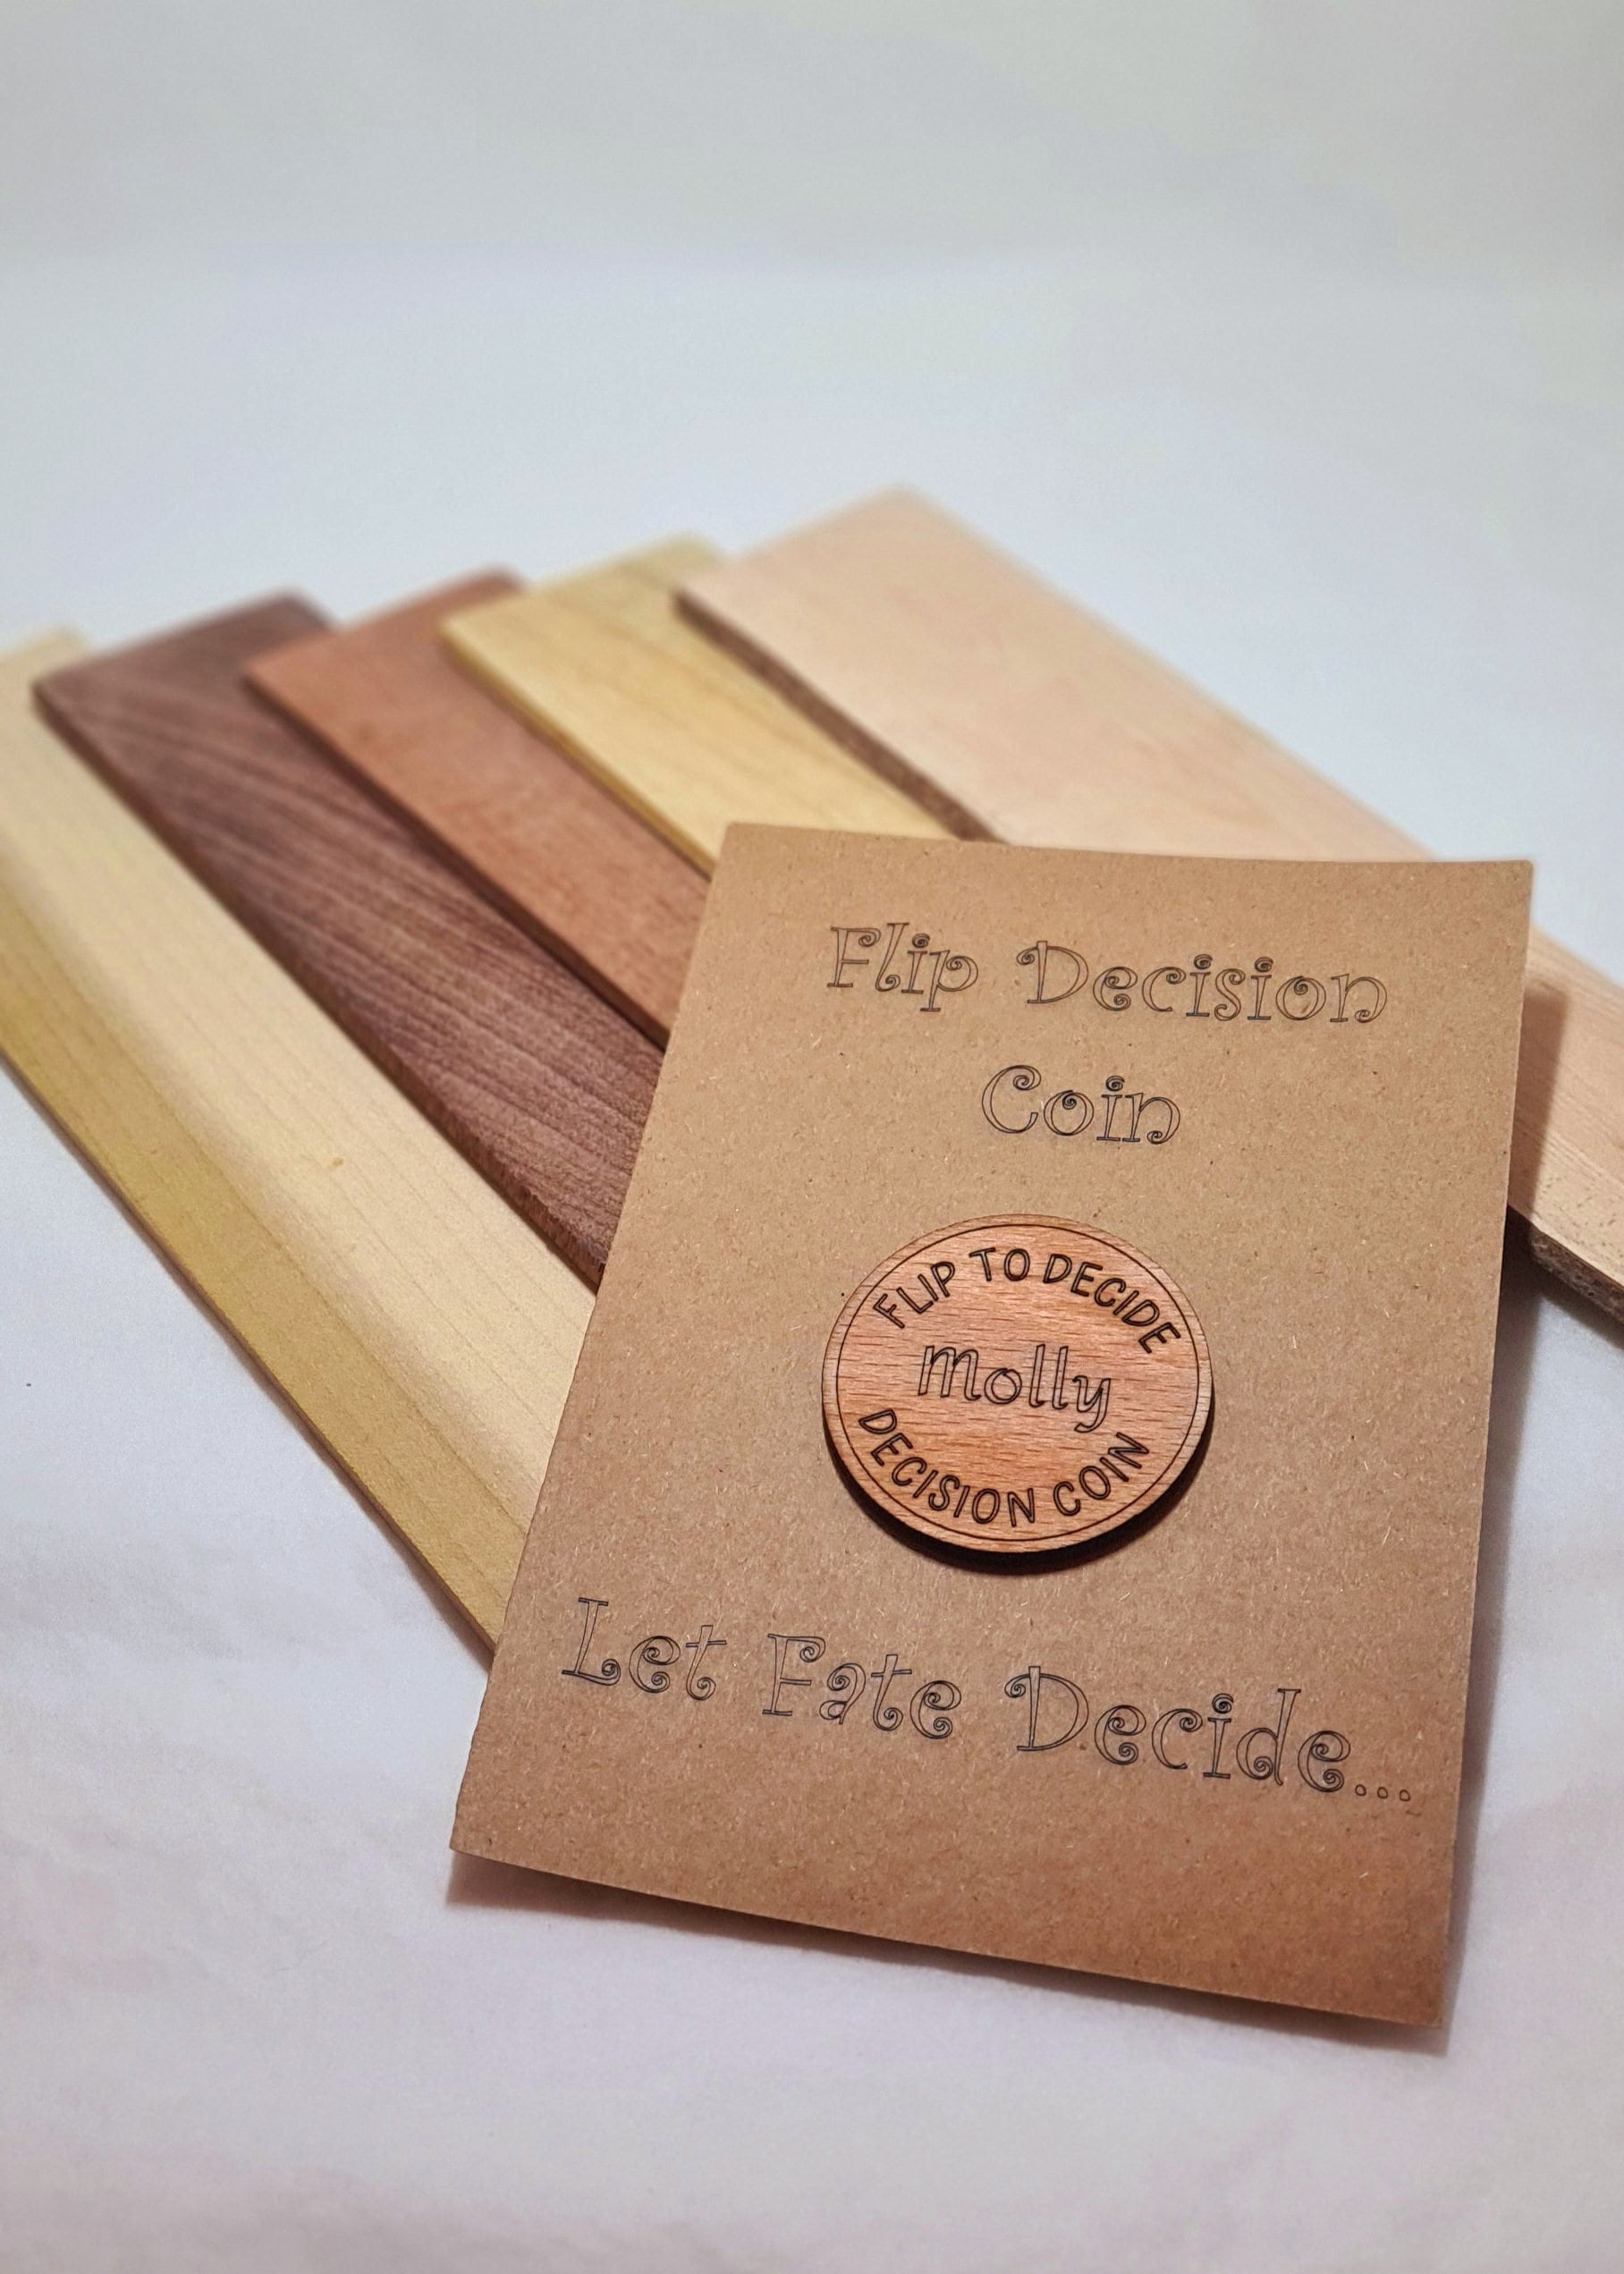 Flip Decision
Coin
FLIP TO DECIDE
Molly
DECISION COIN
Let Fate Decide...